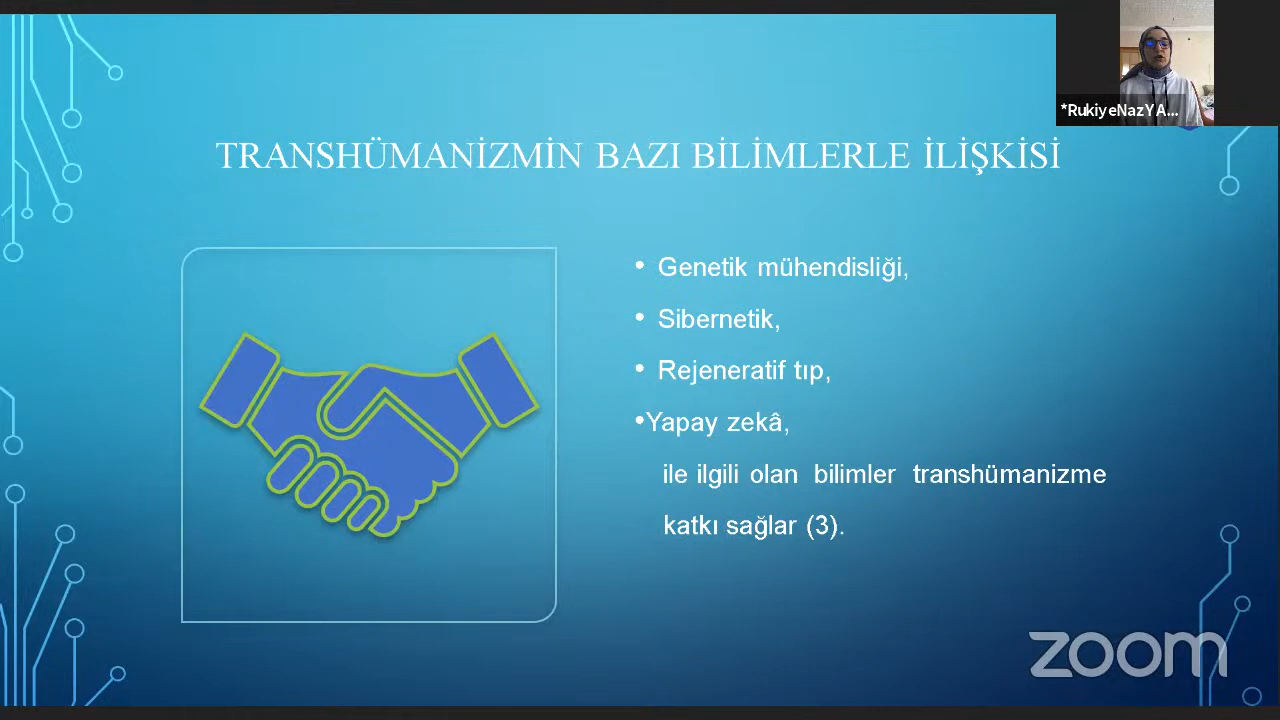 *RukiyeNazYA...
TRANSHÜMANİZMİN BAZI BİLİMLERLE İLİŞKİSİ
• Genetik mühendisliği,
• Sibernetik,
• Rejeneratif tıp,
•Yapay zekâ,
ile ilgili olan bilimler transhümanizme
katkı sağlar (3).
zoom